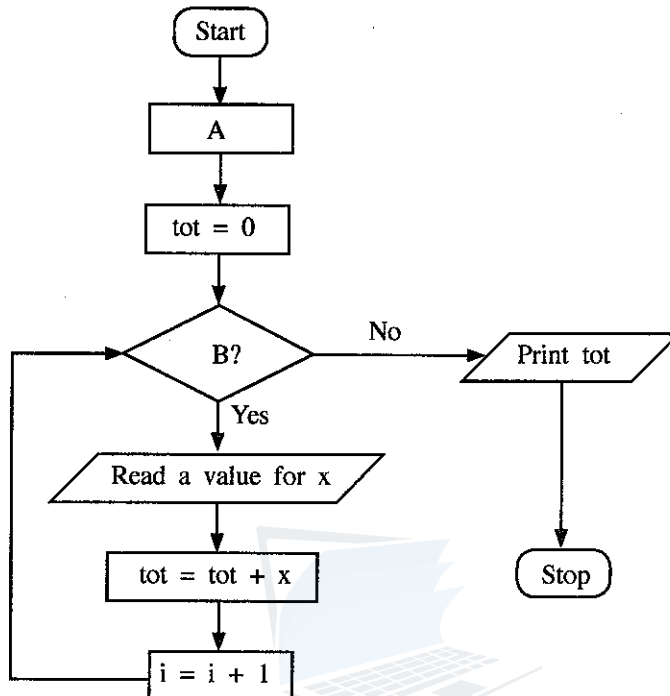 Start
A
tot = 0
B?
No
Print tot
Yes
Read a value for x
tot = tot + x
Stop
i = i + 1